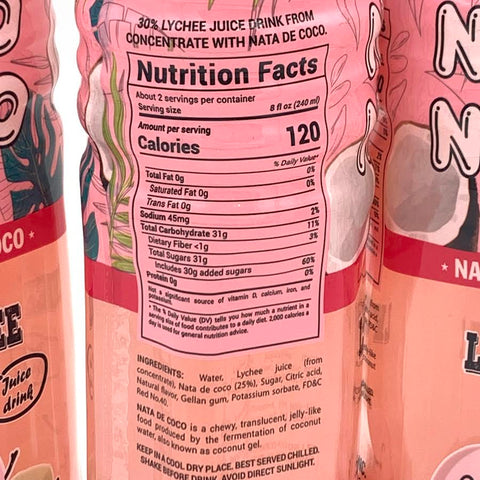 30% LYCHEE JUICE DRINK FROM
CONCENTRATE WITH NATA DE COCO.
Nutrition Facts
About 2 servings per container
Serving size 8 fl oz (240 ml)
Amount per serving
Calories 120
% Daily Value*
Total Fat 0g 0%
Saturated Fat 0g 0%
Trans Fat 0g
Sodium 45mg 2%
Total Carbohydrate 31g 11%
Dietary Fiber <1g 3%
Total Sugars 31g
Includes 30g added sugars 60%
Protein 0g 0%
Not a significant source of vitamin D, calcium, iron, and
potassium.
* The % Daily Value (DV) tells you how much a nutrient in a
serving mix of food contributes to a daily diet. 2,000 calories a
day is used for general nutrition advice.
INGREDIENTS: Water, Lychee juice (from
concentrate), Nata de coco (25%), Sugar, Citric acid,
Natural flavor, Gellan gum, Potassium sorbate, FD&C
Red No.40.
NATA DE COCO is a chewy, translucent, jelly-like
food produced by the fermentation of coconut
water, also known as coconut gel.
KEEP IN A COOL DRY PLACE. BEST SERVED CHILLED.
SHAKE BEFORE DRINK. AVOID DIRECT SUNLIGHT.
OCO
EE
Juice
drink
N
N
NA
L